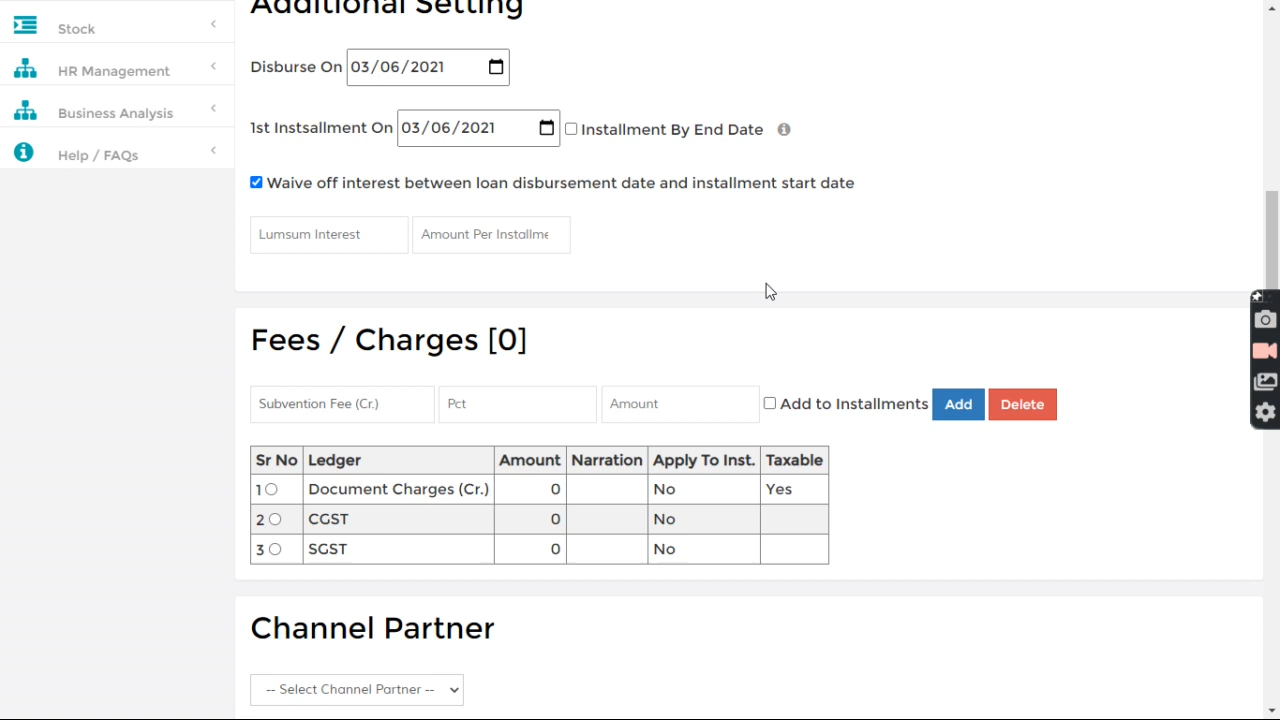 Additional Setting
Stock
HR Management
Business Analysis
Help / FAQs
Disburse On 03/06/2021
1st Instsallment On 03/06/2021 Installment By End Date
Waive off interest between loan disbursement date and installment start date
Lumsum Interest Amount Per Installme
Fees / Charges [0]
Subvention Fee (Cr.) Pct Amount Add to Installments Add Delete
Sr No Ledger Amount Narration Apply To Inst. Taxable
1 Document Charges (Cr.) 0 No Yes
2 CGST 0 No
3 SGST 0 No
Channel Partner
-- Select Channel Partner --